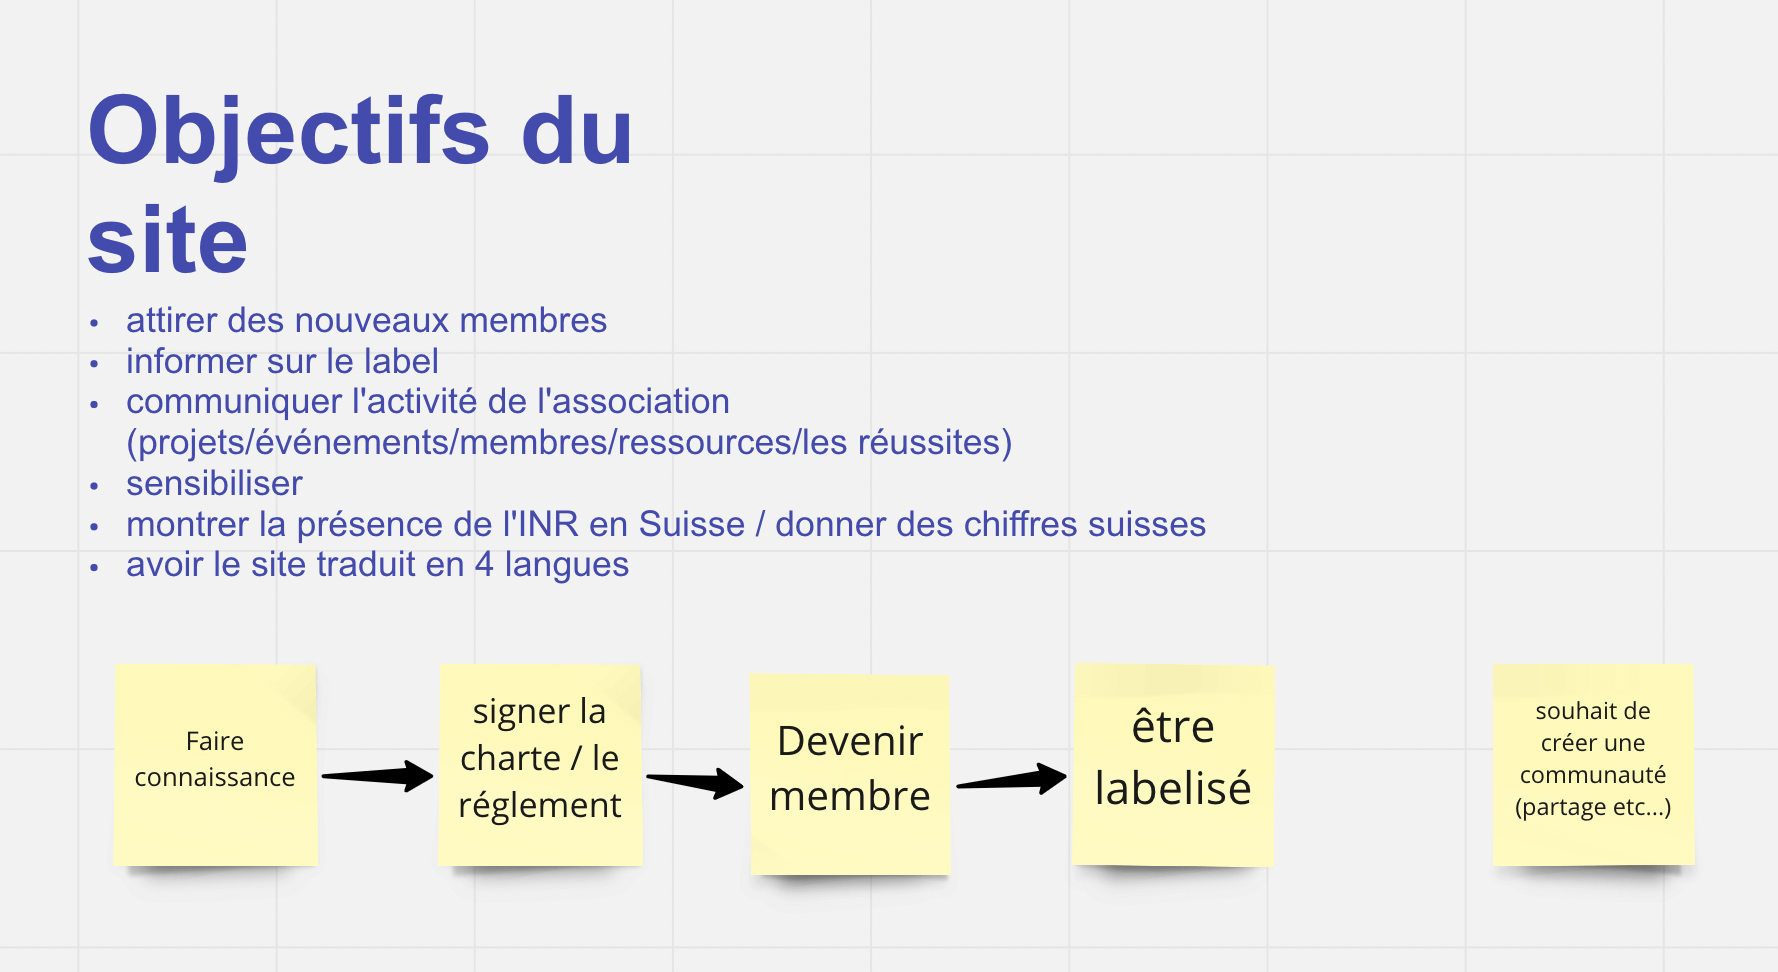 Objectifs du
site
• attirer des nouveaux membres
• informer sur le label
• communiquer l'activité de l'association
(projets/événements/membres/ressources/les réussites)
• sensibiliser
• montrer la présence de l'INR en Suisse / donner des chiffres suisses
• avoir le site traduit en 4 langues
Faire
connaissance
signer la
charte / le
réglement
Devenir
membre
être
labelisé
souhait de
créer une
communauté
(partage etc...)